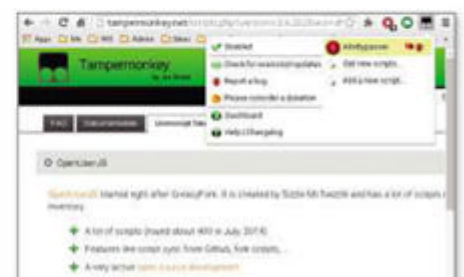 tampermonkey.net
Apps
Tampermonkey
by Jan Biniok
Enabled
Check for userscript updates
Report a bug
Please consider a donation
Dashboard
Help / Changelog
Get new scripts...
Add a new script...
FAQ
Documentation
OpenUserJS
OpenUserJS started right after GreasyFork. It is created by Sizzle McTwizzle and has a lot of scripts
inventory.
A lot of scripts (round about 400 in July, 2014)
Features like script sync from Github, fork scripts, ...
A very active open source development